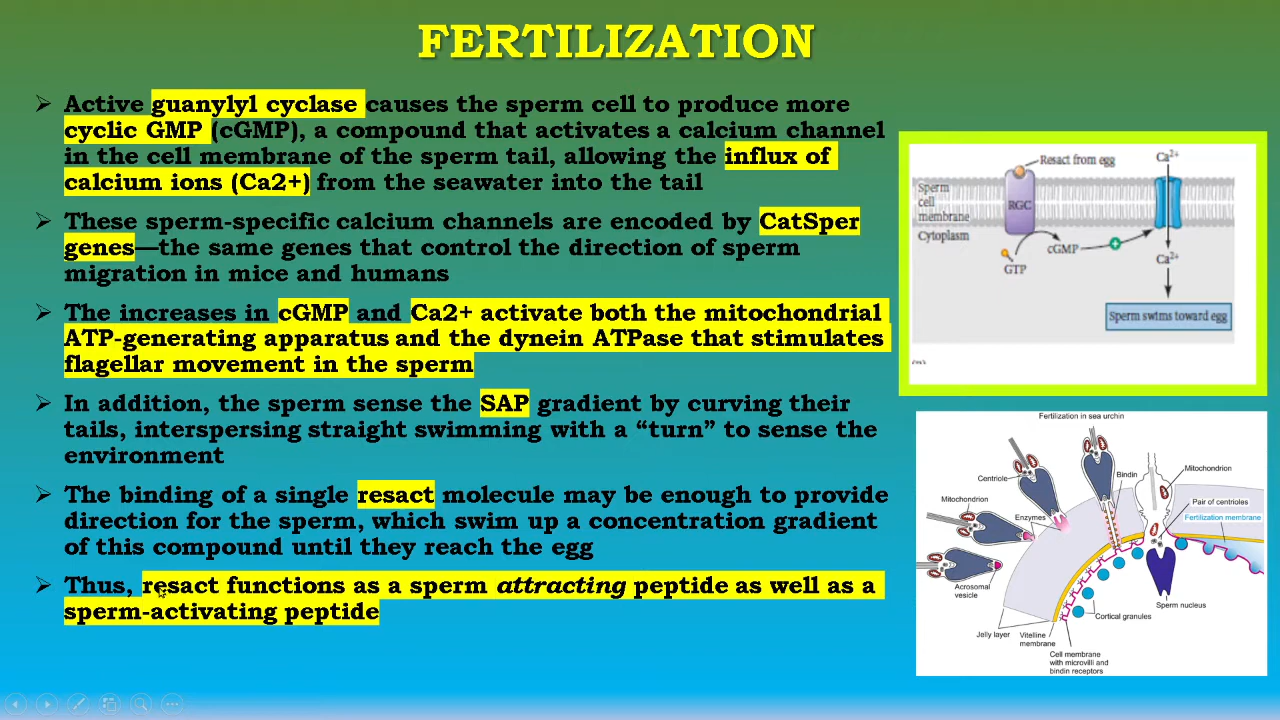 FERTILIZATION
➢ Active guanylyl cyclase causes the sperm cell to produce more
cyclic GMP (cGMP), a compound that activates a calcium channel
in the cell membrane of the sperm tail, allowing the influx of
calcium ions (Ca2+) from the seawater into the tail
➢ These sperm-specific calcium channels are encoded by CatSper
genes—the same genes that control the direction of sperm
migration in mice and humans
➢ The increases in cGMP and Ca2+ activate both the mitochondrial
ATP-generating apparatus and the dynein ATPase that stimulates
flagellar movement in the sperm
➢ In addition, the sperm sense the SAP gradient by curving their
tails, interspersing straight swimming with a “turn” to sense the
environment
➢ The binding of a single resact molecule may be enough to provide
direction for the sperm, which swim up a concentration gradient
of this compound until they reach the egg
➢ Thus, resact functions as a sperm attracting peptide as well as a
sperm-activating peptide
Resact from egg
Ca²⁺
Sperm
cell
membrane
RGC
Cytoplasm
cGMP
+
GTP
Ca²⁺
Sperm swims toward egg
Fertilization in sea urchin
Centriole
Bindin
Mitochondrion
Mitochondrion
Enzymes
Pair of centrioles
Fertilization membrane
Acrosomal
vesicle
Sperm nucleus
Cortical granules
Jelly layer
Vitelline
membrane
Cell membrane
with microvilli and
bindin receptors